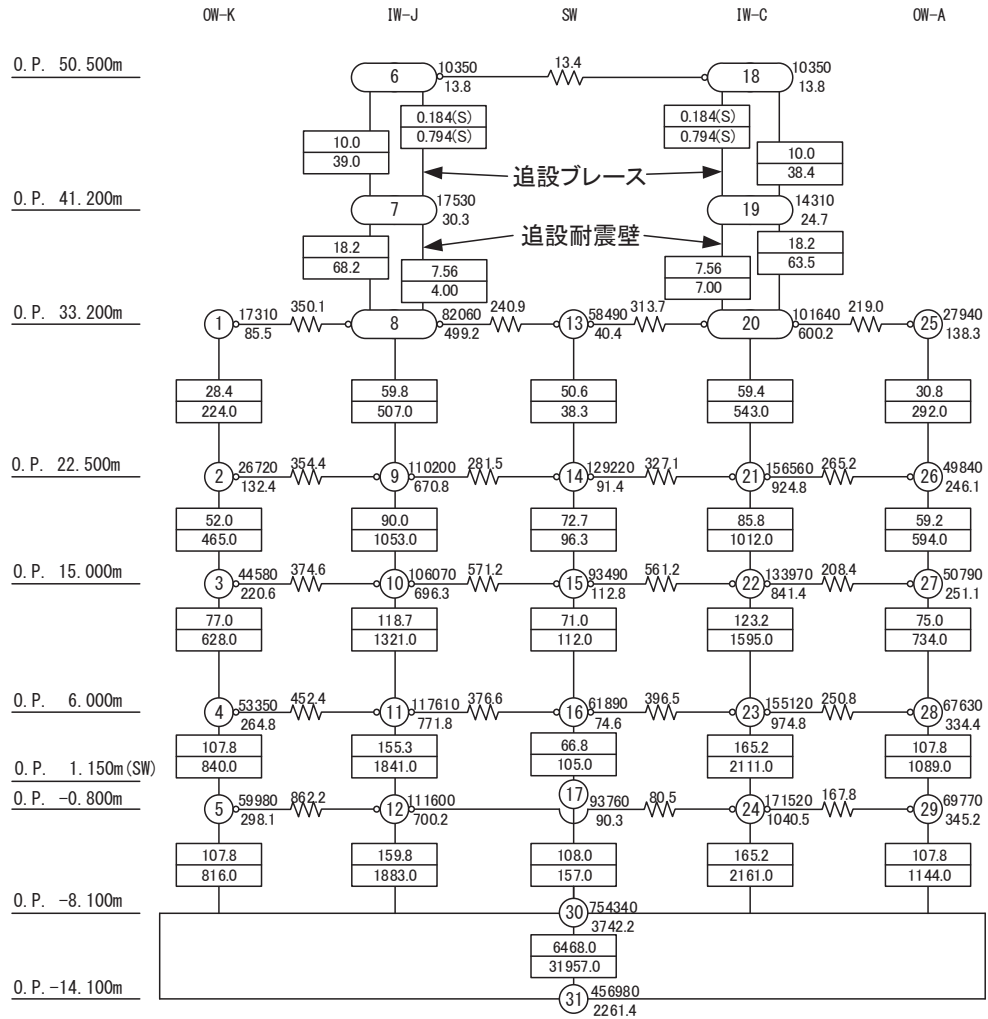 OW-K IW-J SW IW-C OW-A
O.P. 50.500m
6 10350 13.4 18 10350
13.8 13.8
0.184(S) 0.184(S)
10.0 0.794(S) 0.794(S) 10.0
39.0 38.4
追設ブレース
O.P. 41.200m
7 17530 19 14310
30.3 24.7
追設耐震壁
18.2 18.2
68.2 7.56 7.56 63.5
4.00 7.00
O.P. 33.200m
1 17310 350.1 8 82060 240.9 13 58490 313.7 20 101640 219.0 25 27940
85.5 499.2 40.4 600.2 138.3
28.4 59.8 50.6 59.4 30.8
224.0 507.0 38.3 543.0 292.0
O.P. 22.500m
2 26720 354.4 9 110200 281.5 14 129220 327.1 21 156560 265.2 26 49840
132.4 670.8 91.4 924.8 246.1
52.0 90.0 72.7 85.8 59.2
465.0 1053.0 96.3 1012.0 594.0
O.P. 15.000m
3 44580 374.6 10 106070 571.2 15 93490 561.2 22 133970 208.4 27 50790
220.6 696.3 112.8 841.4 251.1
77.0 118.7 71.0 123.2 75.0
628.0 1321.0 112.0 1595.0 734.0
O.P. 6.000m
4 53350 452.4 11 117610 376.6 16 61890 396.5 23 155120 250.8 28 67630
264.8 771.8 74.6 974.8 334.4
107.8 155.3 66.8 165.2 107.8
840.0 1841.0 105.0 2111.0 1089.0
O.P. 1.150m(SW)
O.P. -0.800m
5 59980 862.2 12 111600 17 93760 80.5 24 171520 167.8 29 69770
298.1 700.2 90.3 1040.5 345.2
107.8 159.8 108.0 165.2 107.8
816.0 1883.0 157.0 2161.0 1144.0
O.P. -8.100m
30 754340
3742.2
6468.0
31957.0
O.P.-14.100m
31 456980
2261.4